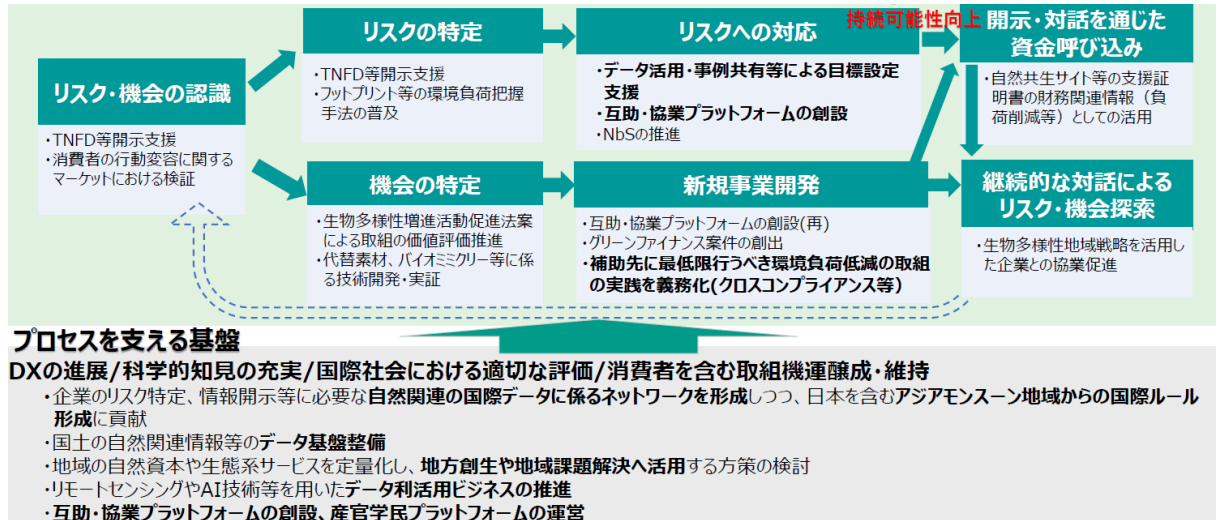 リスク・機会の認識
・TNFD等開示支援
・消費者の行動変容に関する
マーケットにおける検証
リスクの特定
・TNFD等開示支援
・フットプリント等の環境負荷把握
手法の普及
リスクへの対応
・データ活用・事例共有等による目標設定
支援
・互助・協業プラットフォームの創設
・NbSの推進
持続可能性向上
開示・対話を通じた
資金呼び込み
・自然共生サイト等の支援証
明書の財務関連情報（負
荷削減等）としての活用
機会の特定
・生物多様性増進活動促進法案
による取組の価値評価推進
・代替素材、バイオミミクリー等に係
る技術開発・実証
新規事業開発
・互助・協業プラットフォームの創設(再)
・グリーンファイナンス案件の創出
・補助先に最低限行うべき環境負荷低減の取組
の実践を義務化(クロスコンプライアンス等）
継続的な対話による
リスク・機会探索
・生物多様性地域戦略を活用し
た企業との協業促進
プロセスを支える基盤
DXの進展/科学的知見の充実/国際社会における適切な評価/消費者を含む取組機運醸成・維持
・企業のリスク特定、情報開示等に必要な自然関連の国際データに係るネットワークを形成しつつ、日本を含むアジアモンスーン地域からの国際ルール
形成に貢献
・国土の自然関連情報等のデータ基盤整備
・地域の自然資本や生態系サービスを定量化し、地方創生や地域課題解決へ活用する方策の検討
・リモートセンシングやAI技術等を用いたデータ利活用ビジネスの推進
・互助・協業プラットフォームの創設、産官学民プラットフォームの運営